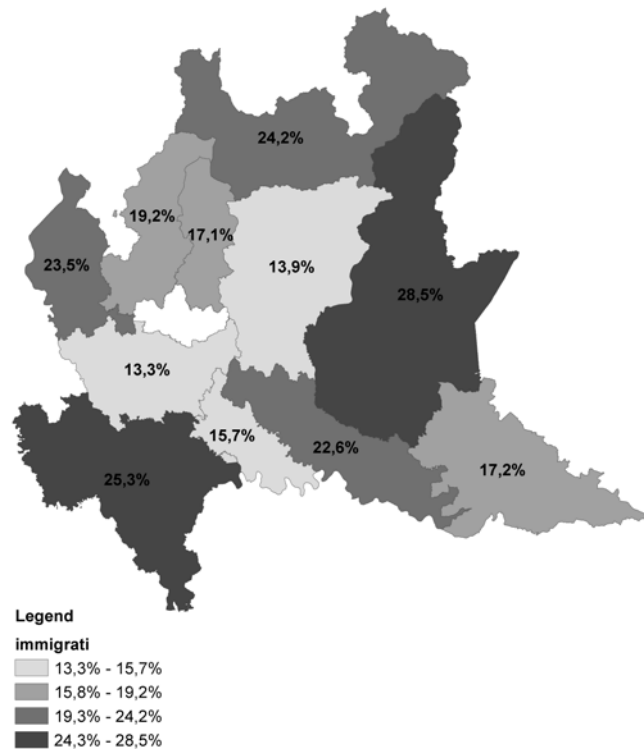 24,2%
19,2%
17,1%
23,5%
13,9%
28,5%
13,3%
15,7%
22,6%
17,2%
25,3%
Legend
immigrati
13,3% - 15,7%
15,8% - 19,2%
19,3% - 24,2%
24,3% - 28,5%